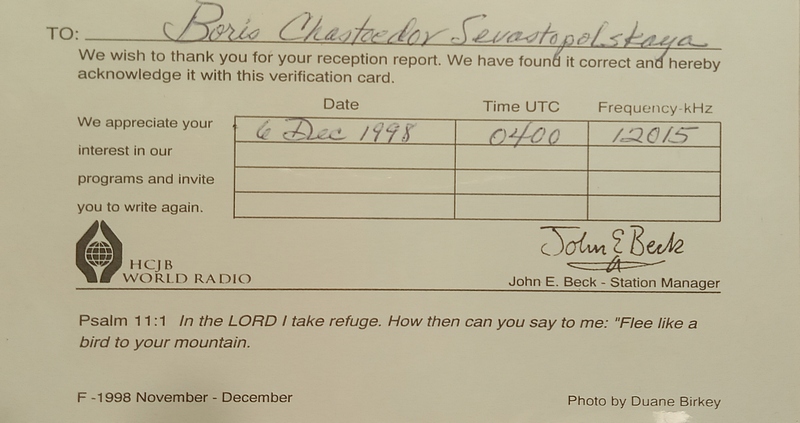 TO: Boris Chastoedov Sevastopolskaya
We wish to thank you for your reception report. We have found it correct and hereby
acknowledge it with this verification card.
Date Time UTC Frequency-kHz
We appreciate your
6 Dec 1998 0400 12015
interest in our
programs and invite
you to write again.
John E Beck
HCJB
WORLD RADIO
John E. Beck - Station Manager
Psalm 11:1 In the LORD I take refuge. How then can you say to me: "Flee like a
bird to your mountain.
F -1998 November - December
Photo by Duane Birkey